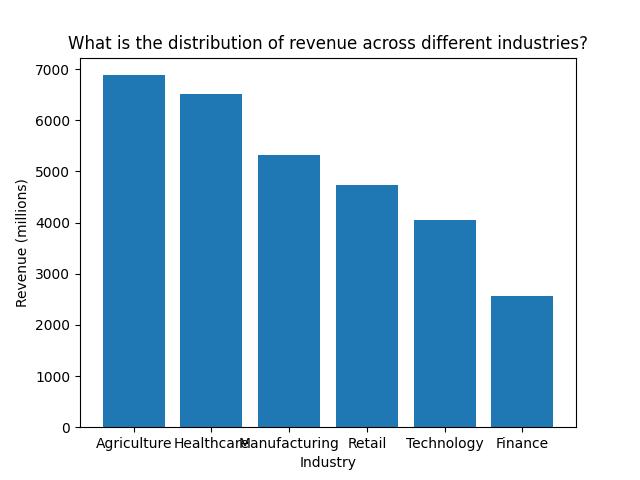 What is the distribution of revenue across different industries?
7000
6000
5000
4000
3000
2000
1000
0
Revenue (millions)
Agriculture Healthcare Manufacturing Retail Technology Finance
Industry